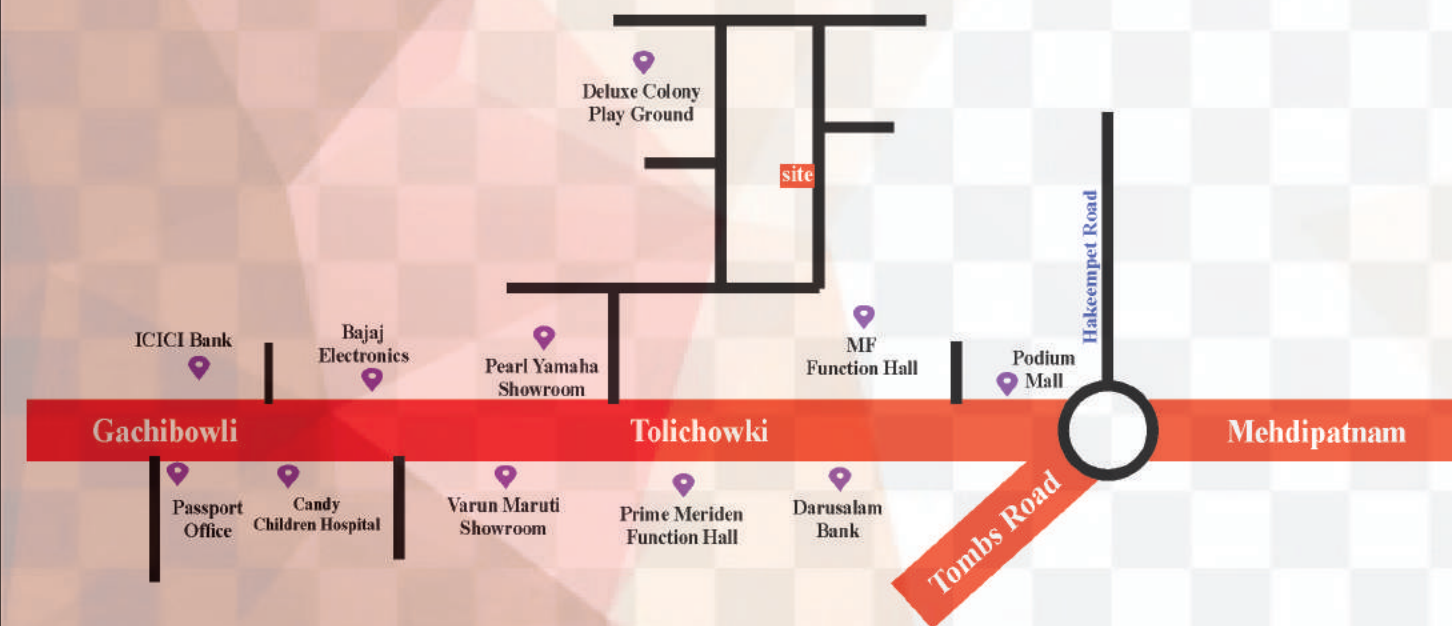 Deluxe Colony
Play Ground
site
Hakeempet Road
ICICI Bank
Bajaj
Electronics
Pearl Yamaha
Showroom
MF
Function Hall
Podium
Mall
Gachibowli
Tolichowki
Mehdipatnam
Passport
Office
Candy
Children Hospital
Varun Maruti
Showroom
Prime Meriden
Function Hall
Darusalam
Bank
Tombs Road